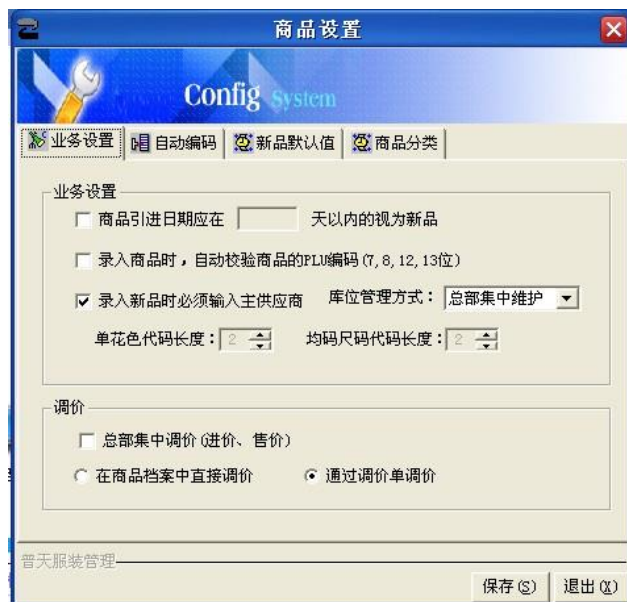 商品设置
Config System
业务设置 自动编码 新品默认值 商品分类
业务设置
商品引进日期应在 天以内的视为新品
录入商品时，自动校验商品的PLU编码(7,8,12,13位)
录入新品时必须输入主供应商 库位管理方式： 总部集中维护
单花色代码长度：2 均码尺码代码长度：2
调价
总部集中调价(进价、售价)
在商品档案中直接调价 通过调价单调价
普天服装管理
保存(S) 退出(X)